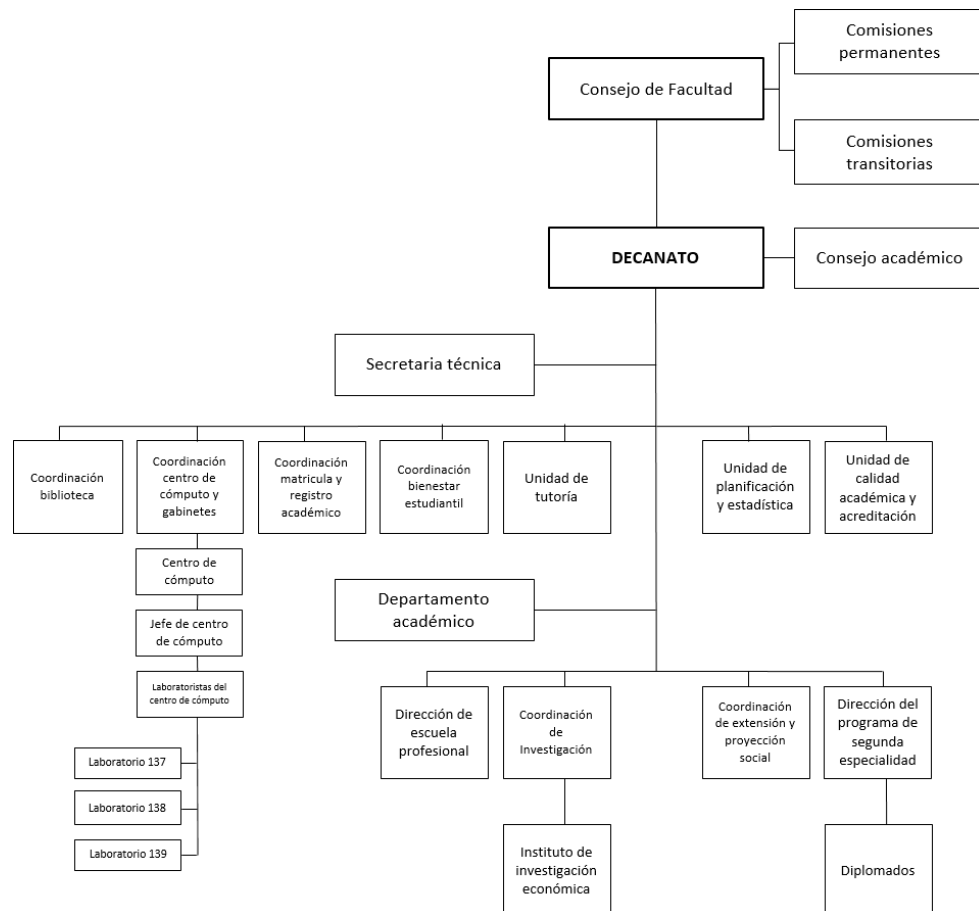 Comisiones
permanentes
Consejo de Facultad
Comisiones
transitorias
DECANATO
Consejo académico
Secretaria técnica
Coordinación
biblioteca
Coordinación
centro de
cómputo y
gabinetes
Coordinación
matricula y
registro
académico
Coordinación
bienestar
estudiantil
Unidad de
tutoría
Unidad de
planificación
y estadística
Unidad de
calidad
académica y
acreditación
Centro de
cómputo
Jefe de centro
de cómputo
Laboratoristas del
centro de cómputo
Laboratorio 137
Laboratorio 138
Laboratorio 139
Departamento
académico
Dirección de
escuela
profesional
Coordinación
de
Investigación
Coordinación
de extensión y
proyección
social
Dirección del
programa de
segunda
especialidad
Instituto de
investigación
económica
Diplomados